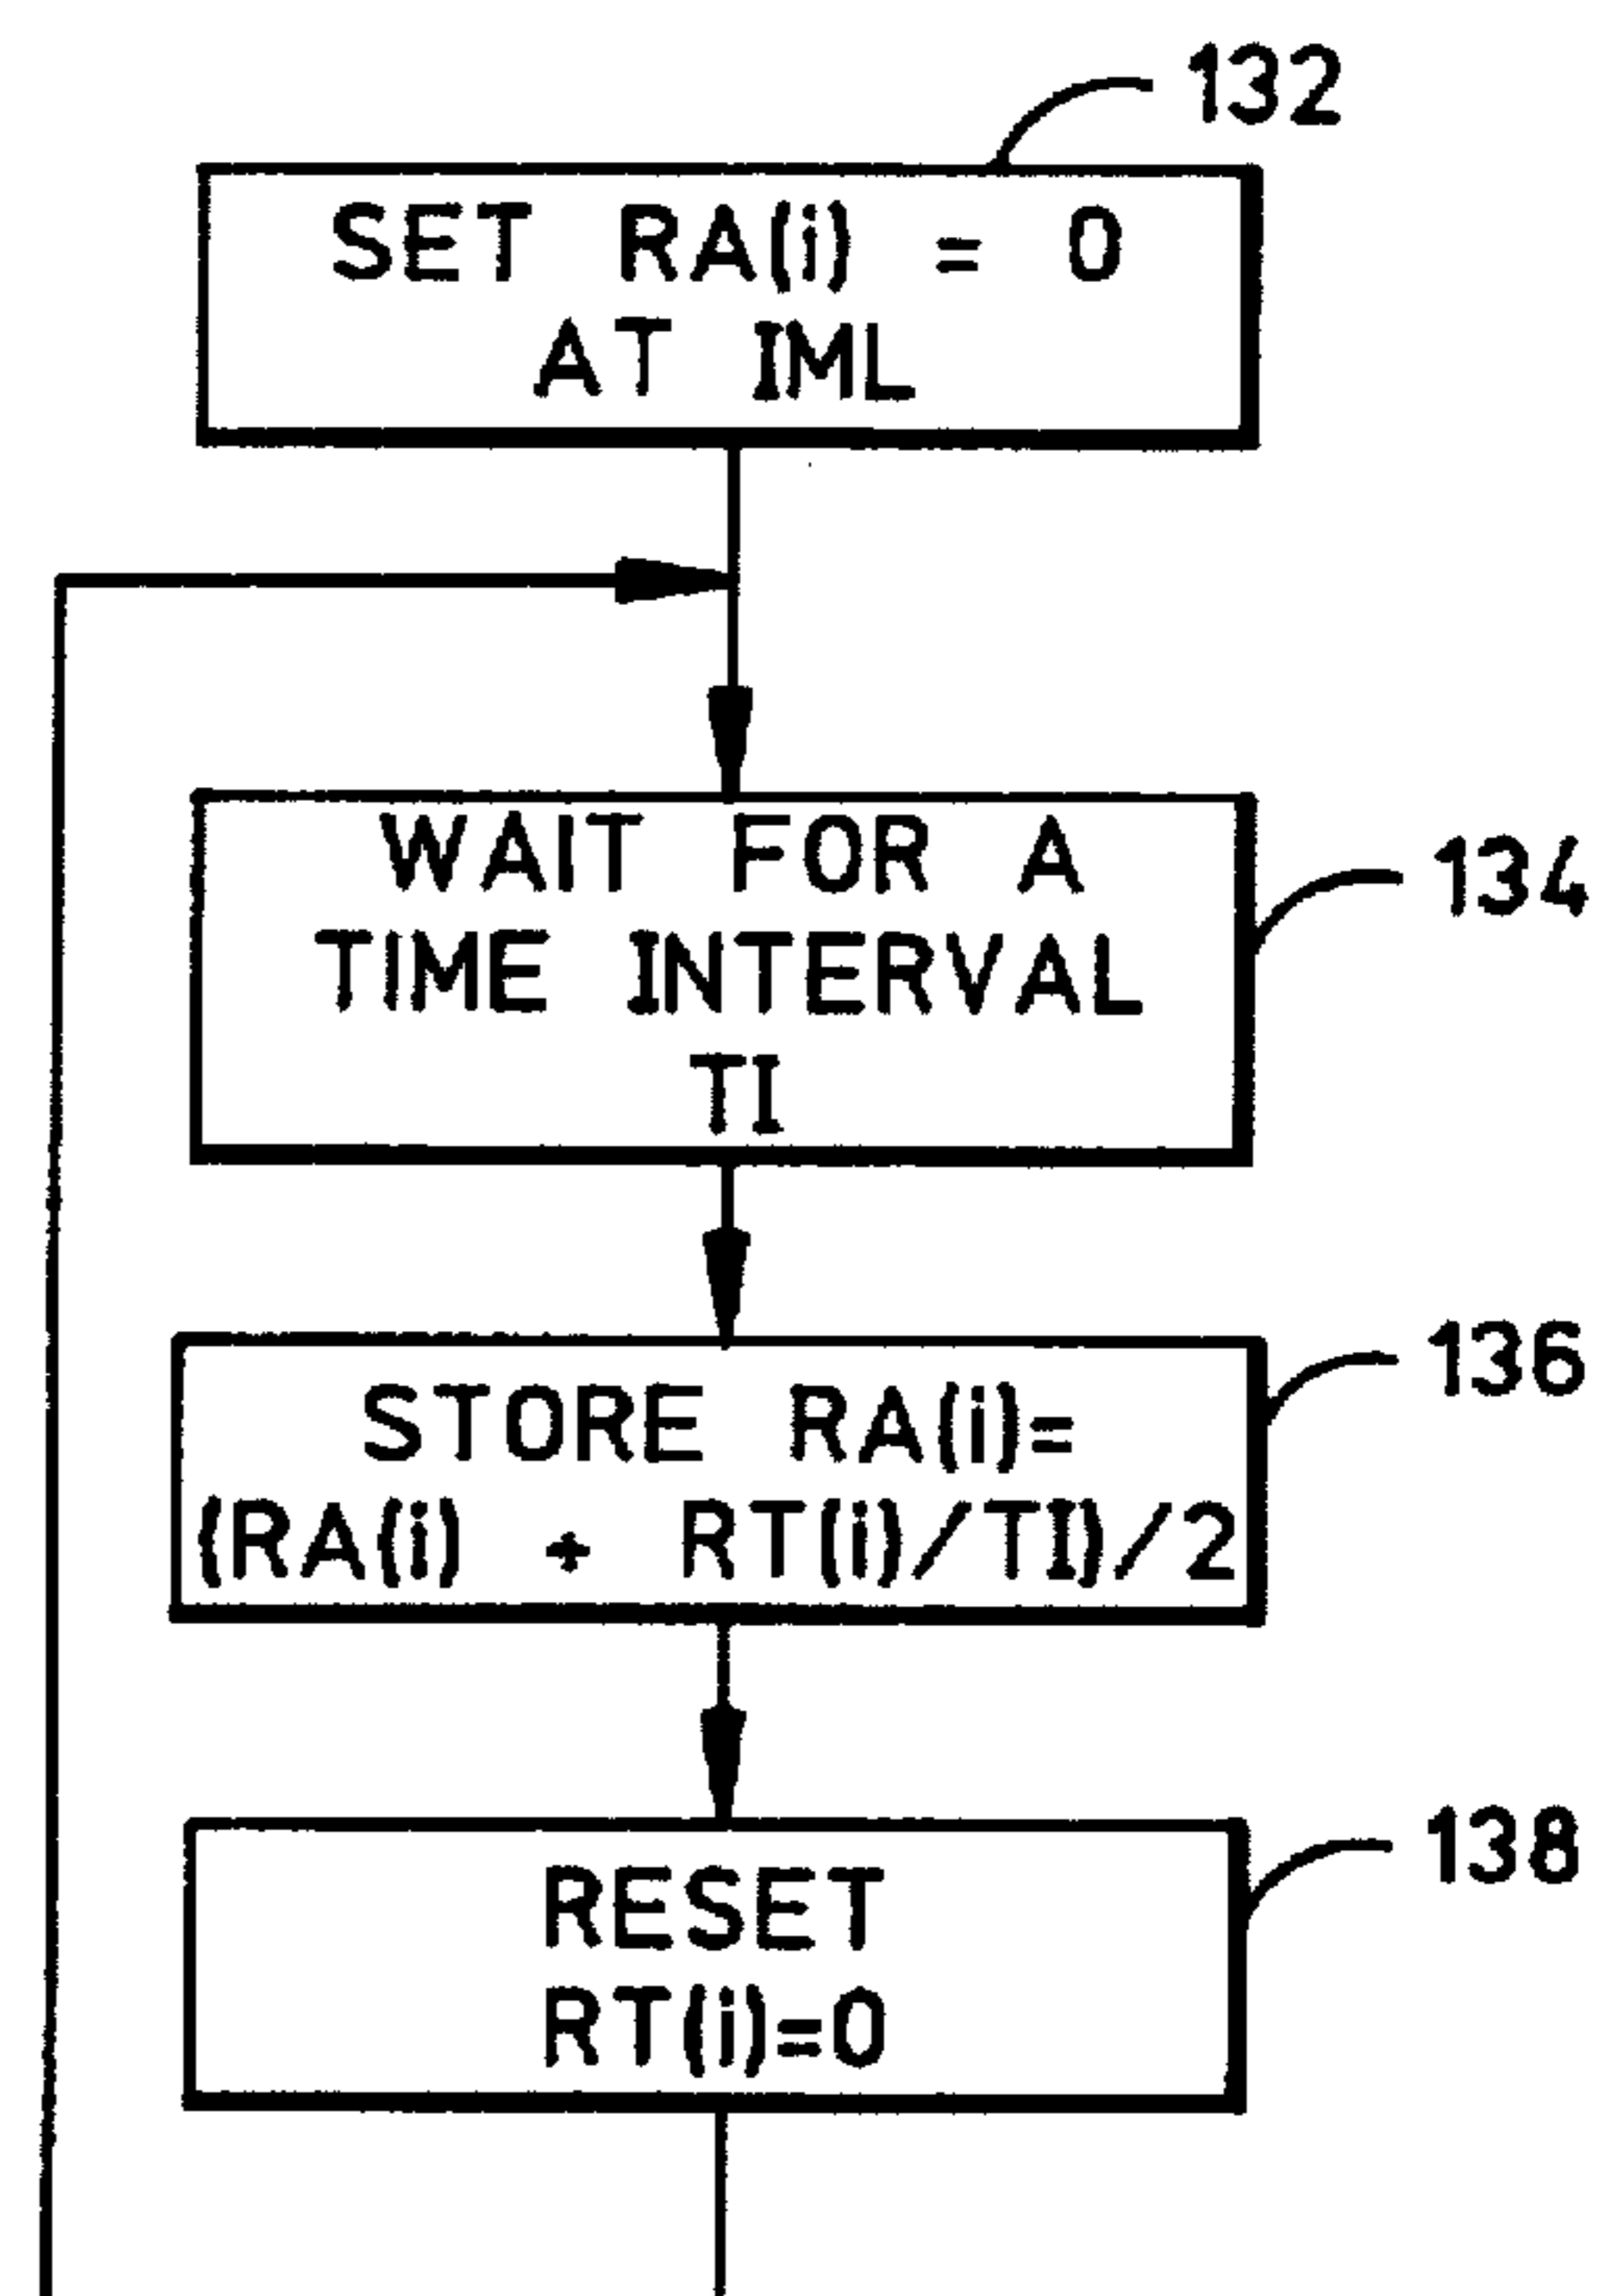 132
SET RA(i) = 0
AT IML
WAIT FOR A
TIME INTERVAL
TI
134
STORE RA(i)=
(RA(i) + RT(i)/TI)/2
136
RESET
RT(i)=0
138